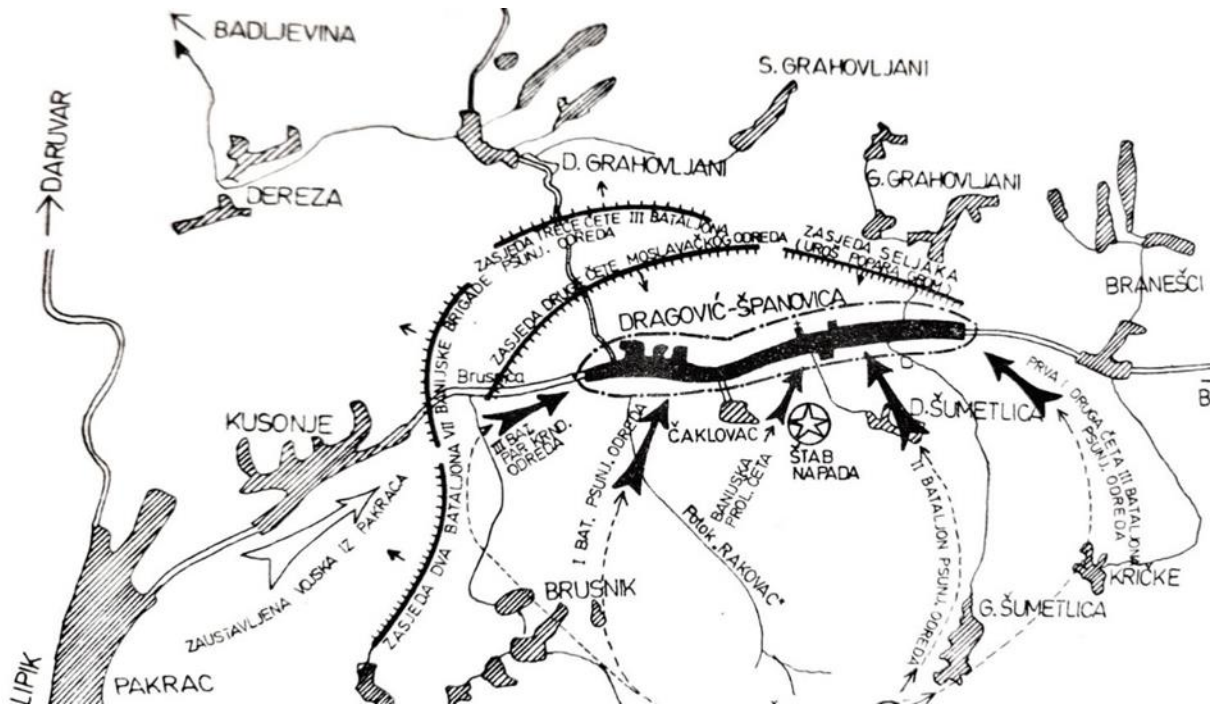 BADLJEVINA
S. GRAHOVLJANI
DARUVAR
D. GRAHOVLJANI
G. GRAHOVLJANI
DEREZA
ZASJEDA TREĆE ČETE III BATALJONA
PSUNJ. ODREDA
ZASJEDA DRUGE ČETE MOSLAVAČKOG ODREDA
ZASJEDA SELJAKA
(UROŠ POPARA
BRANEŠCI
DRAGOVIĆ-ŠPANOVICA
ZASJEDA DVA BATALJONA VII BANIJSKE BRIGADE
Brusnica
B
KUSONJE
III BAT.
PAR. KRND.
ODREDA
ČAKLOVAC
D. ŠUMETLICA
PRVA I DRUGA ČETA III BATALJONA
PSUNJ. ODREDA
ŠTAB
NAPADA
BANIJSKA
PROL. ČETA
I BAT. PSUNJ. ODREDA
II BATALJON PSUNJ. ODREDA
ZAUSTAVLJENA VOJSKA IZ PAKRACA
Potok "RAKOVAC"
BRUSNIK
KRIČKE
G. ŠUMETLICA
LIPIK
PAKRAC